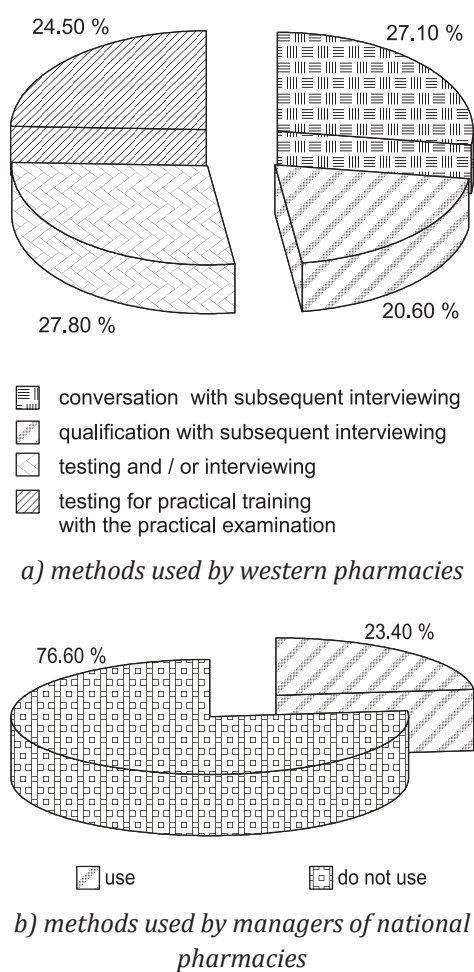 24.50 %
27.10 %
27.80 %
20.60 %
conversation with subsequent interviewing
qualification with subsequent interviewing
testing and / or interviewing
testing for practical training
with the practical examination
a) methods used by western pharmacies
76.60 %
23.40 %
use
do not use
b) methods used by managers of national
pharmacies